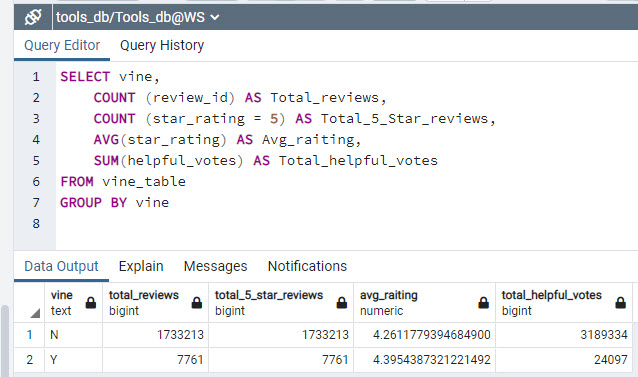 tools_db/Tools_db@WS
Query Editor Query History
1 SELECT vine,
2 COUNT (review_id) AS Total_reviews,
3 COUNT (star_rating = 5) AS Total_5_Star_reviews,
4 AVG(star_rating) AS Avg_raiting,
5 SUM(helpful_votes) AS Total_helpful_votes
6 FROM vine_table
7 GROUP BY vine
8
Data Output Explain Messages Notifications
vine total_reviews total_5_star_reviews avg_raiting total_helpful_votes
text bigint bigint numeric bigint
1 N 1733213 1733213 4.2611779394684900 3189334
2 Y 7761 7761 4.3954387321221492 24097